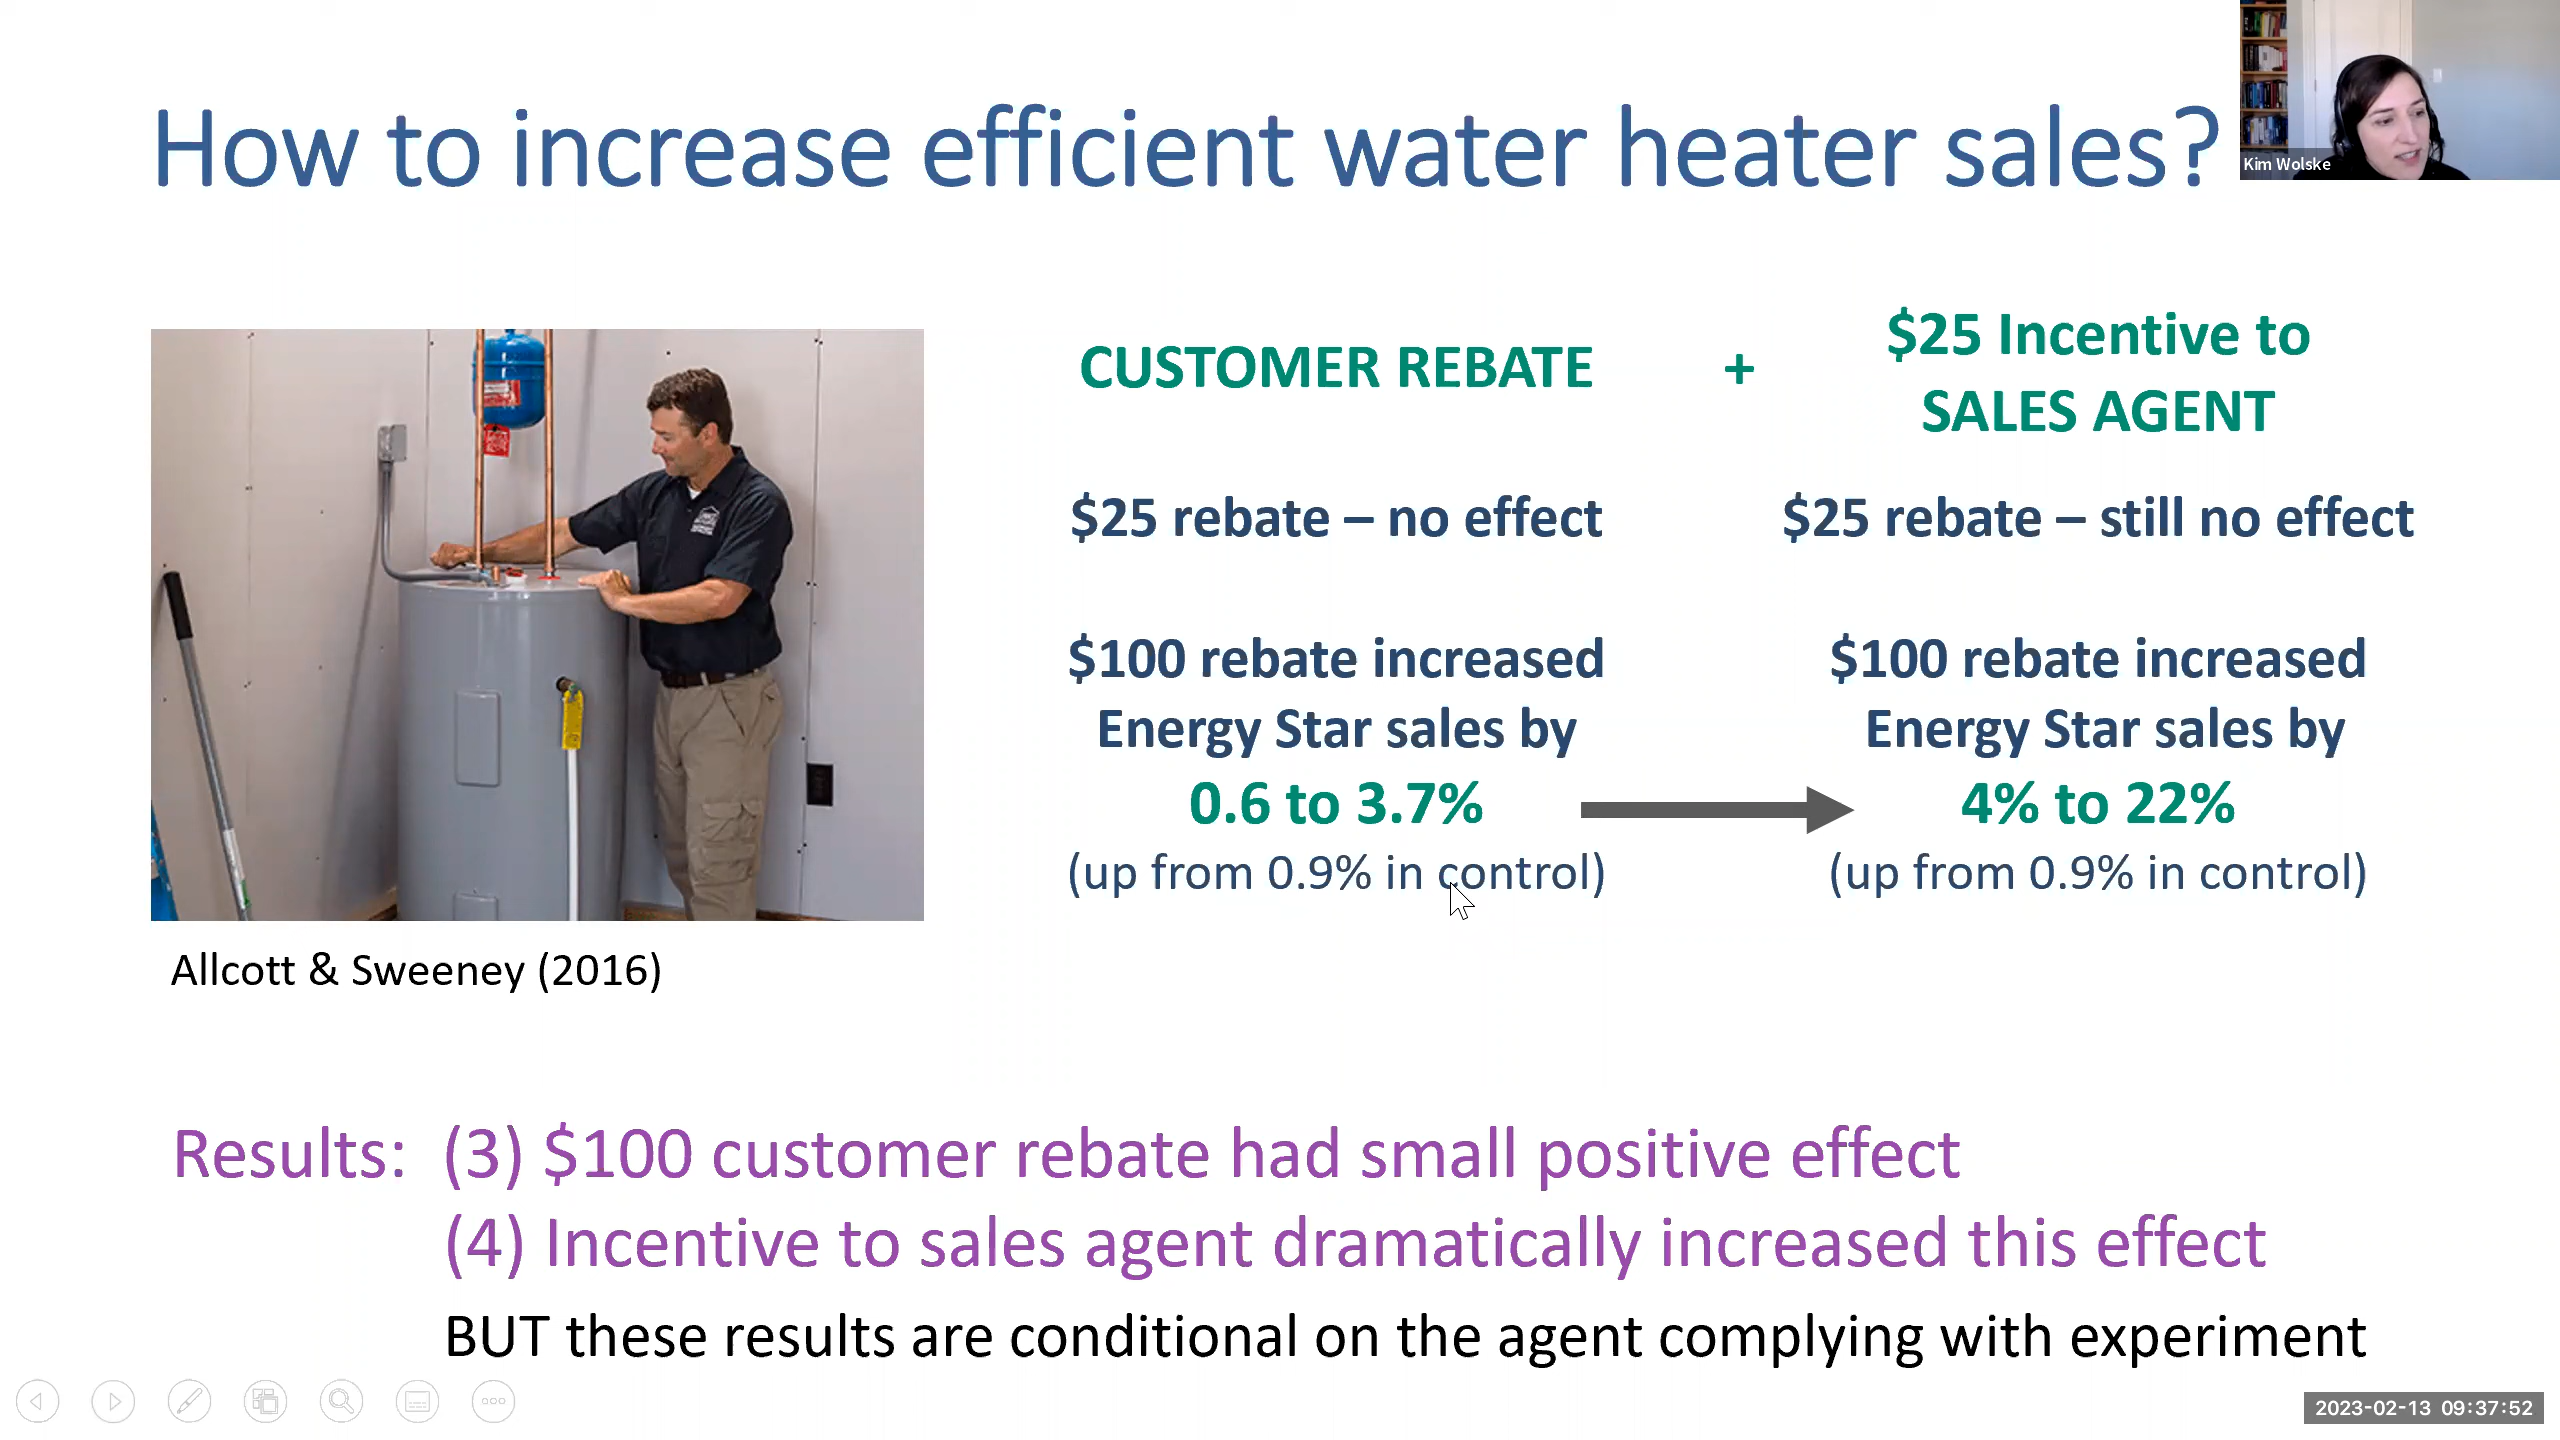 How to increase efficient water heater sales?
Kim Wolske
CUSTOMER REBATE
+
$25 Incentive to
SALES AGENT
$25 rebate – no effect
$25 rebate – still no effect
$100 rebate increased
Energy Star sales by
0.6 to 3.7%
(up from 0.9% in control)
$100 rebate increased
Energy Star sales by
4% to 22%
(up from 0.9% in control)
Allcott & Sweeney (2016)
Results: (3) $100 customer rebate had small positive effect
(4) Incentive to sales agent dramatically increased this effect
BUT these results are conditional on the agent complying with experiment
2023-02-13 09:37:52